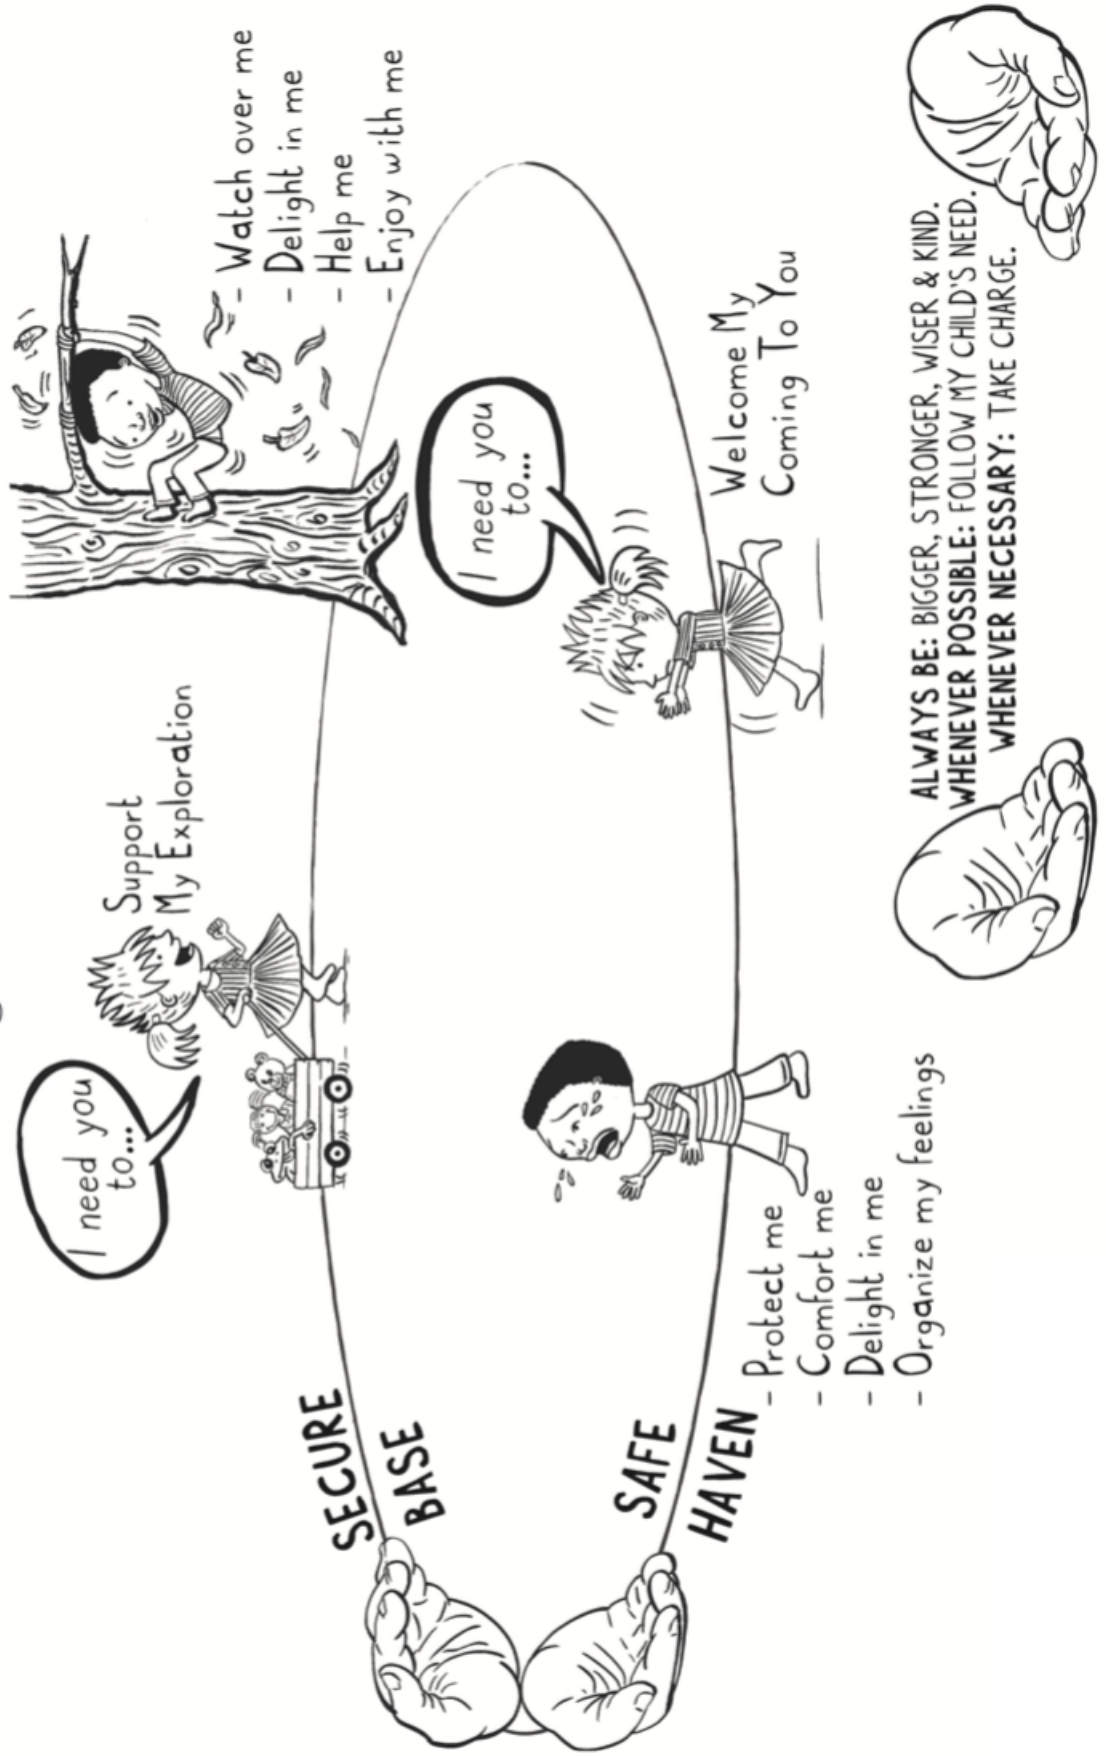 I need you
to...
Support
My Exploration
- Watch over me
- Delight in me
- Help me
- Enjoy with me
SECURE
BASE
I need you
to...
Welcome My
Coming To You
SAFE
HAVEN
- Protect me
- Comfort me
- Delight in me
- Organize my feelings
ALWAYS BE: BIGGER, STRONGER, WISER & KIND.
WHENEVER POSSIBLE: FOLLOW MY CHILD'S NEED.
WHENEVER NECESSARY: TAKE CHARGE.